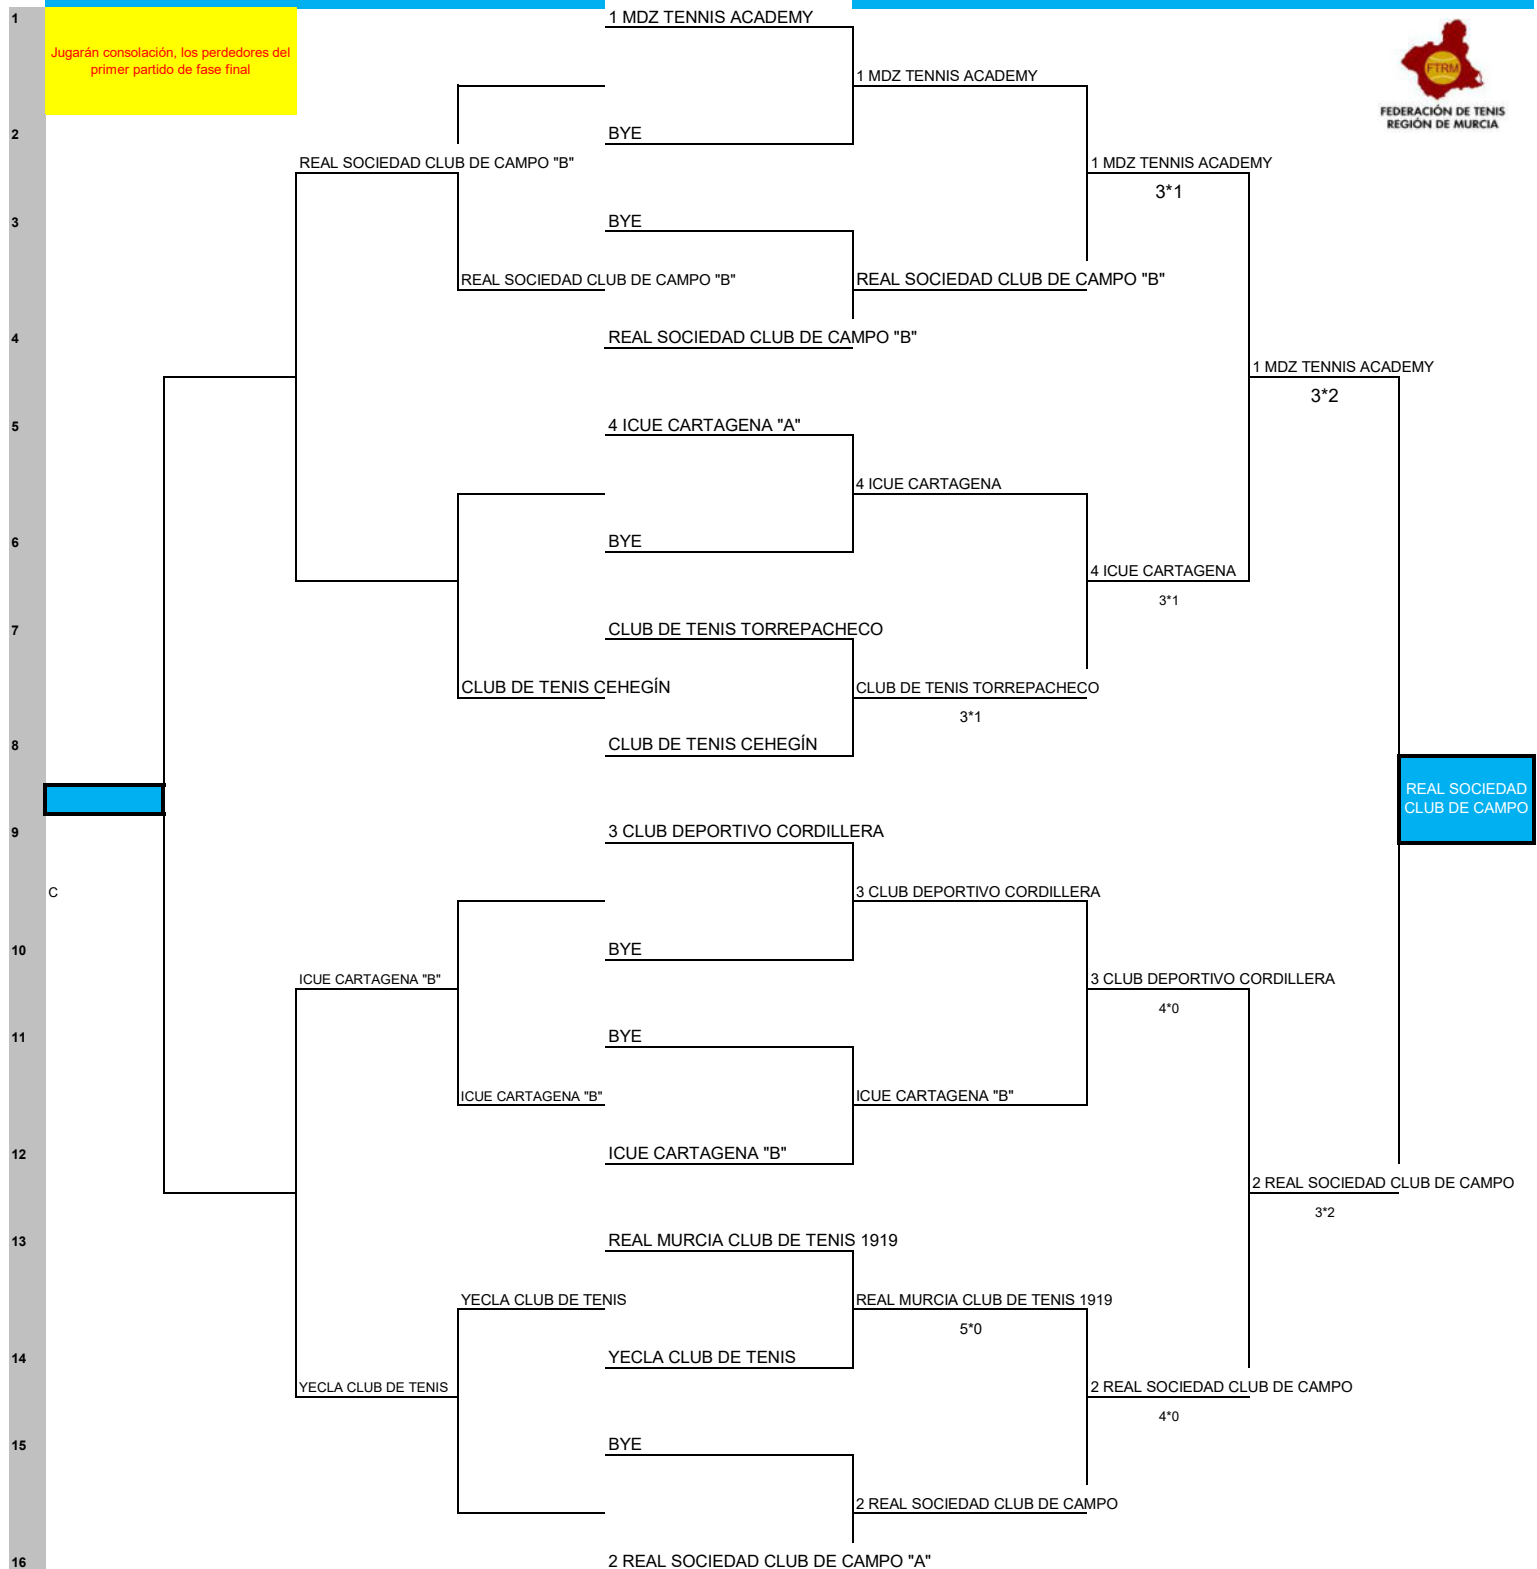 1
1 MDZ TENNIS ACADEMY
Jugarán consolación, los perdedores del
primer partido de fase final
FTRM
FEDERACIÓN DE TENIS
REGIÓN DE MURCIA
1 MDZ TENNIS ACADEMY
2
BYE
REAL SOCIEDAD CLUB DE CAMPO "B"
1 MDZ TENNIS ACADEMY
3*1
3
BYE
REAL SOCIEDAD CLUB DE CAMPO "B"
REAL SOCIEDAD CLUB DE CAMPO "B"
4
REAL SOCIEDAD CLUB DE CAMPO "B"
1 MDZ TENNIS ACADEMY
3*2
5
4 ICUE CARTAGENA "A"
4 ICUE CARTAGENA
6
BYE
4 ICUE CARTAGENA
3*1
7
CLUB DE TENIS TORREPACHECO
CLUB DE TENIS CEHEGÍN
CLUB DE TENIS TORREPACHECO
3*1
8
CLUB DE TENIS CEHEGÍN
REAL SOCIEDAD
CLUB DE CAMPO
9
3 CLUB DEPORTIVO CORDILLERA
C
3 CLUB DEPORTIVO CORDILLERA
10
BYE
ICUE CARTAGENA "B"
3 CLUB DEPORTIVO CORDILLERA
4*0
11
BYE
ICUE CARTAGENA "B"
ICUE CARTAGENA "B"
12
ICUE CARTAGENA "B"
2 REAL SOCIEDAD CLUB DE CAMPO
3*2
13
REAL MURCIA CLUB DE TENIS 1919
YECLA CLUB DE TENIS
REAL MURCIA CLUB DE TENIS 1919
5*0
14
YECLA CLUB DE TENIS
YECLA CLUB DE TENIS
2 REAL SOCIEDAD CLUB DE CAMPO
4*0
15
BYE
2 REAL SOCIEDAD CLUB DE CAMPO
16
2 REAL SOCIEDAD CLUB DE CAMPO "A"